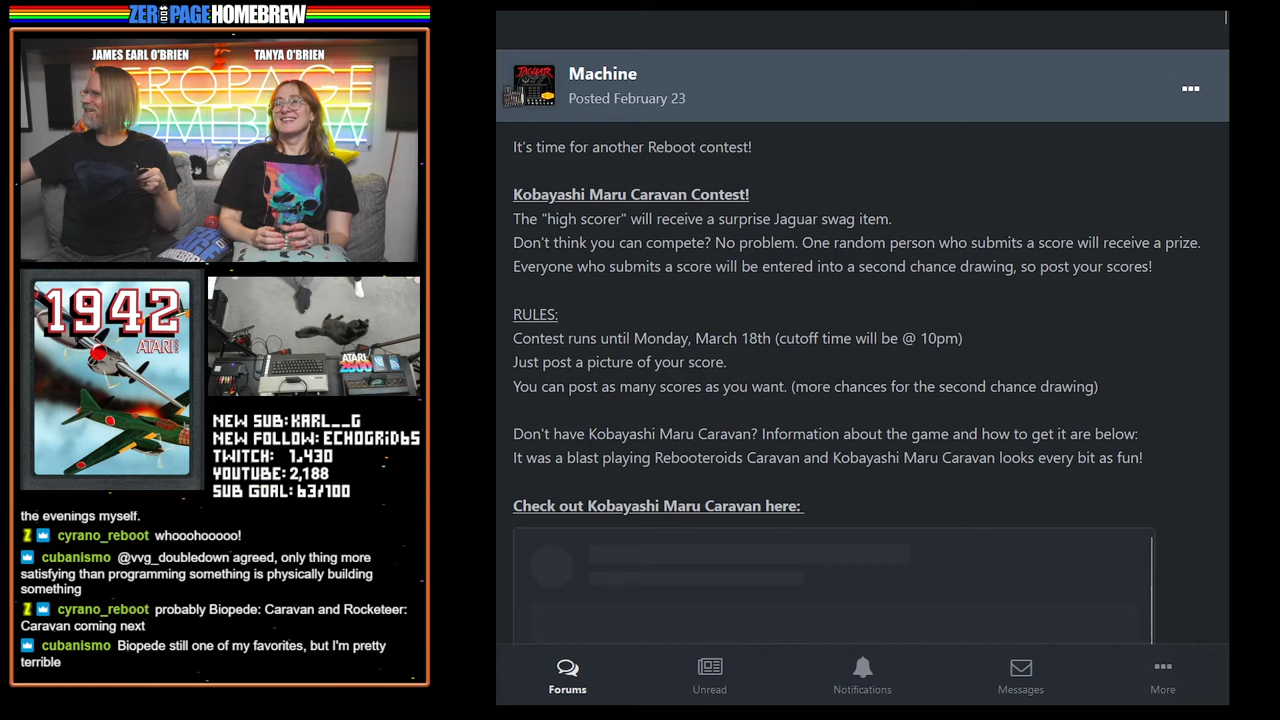 ZEROPAGE HOMEBREW
JAMES EARL O'BRIEN
TANYA O'BRIEN
1942
ATARI
ATARI
2600
NEW SUB: KARL__G
NEW FOLLOW: ECHOGRID65
TWITCH: 1,430
YOUTUBE: 2,188
SUB GOAL: 63/100
the evenings myself.
cyrano_reboot whooohooooo!
cubanismo @vvg_doubledown agreed, only thing more
satisfying than programming something is physically building
something
cyrano_reboot probably Biopede: Caravan and Rocketeer:
Caravan coming next
cubanismo Biopede still one of my favorites, but I'm pretty
terrible
JAGUAR
Machine
Posted February 23
It's time for another Reboot contest!
Kobayashi Maru Caravan Contest!
The "high scorer" will receive a surprise Jaguar swag item.
Don't think you can compete? No problem. One random person who submits a score will receive a prize.
Everyone who submits a score will be entered into a second chance drawing, so post your scores!
RULES:
Contest runs until Monday, March 18th (cutoff time will be @ 10pm)
Just post a picture of your score.
You can post as many scores as you want. (more chances for the second chance drawing)
Don't have Kobayashi Maru Caravan? Information about the game and how to get it are below:
It was a blast playing Rebooteroids Caravan and Kobayashi Maru Caravan looks every bit as fun!
Check out Kobayashi Maru Caravan here:
Forums
Unread
Notifications
Messages
More